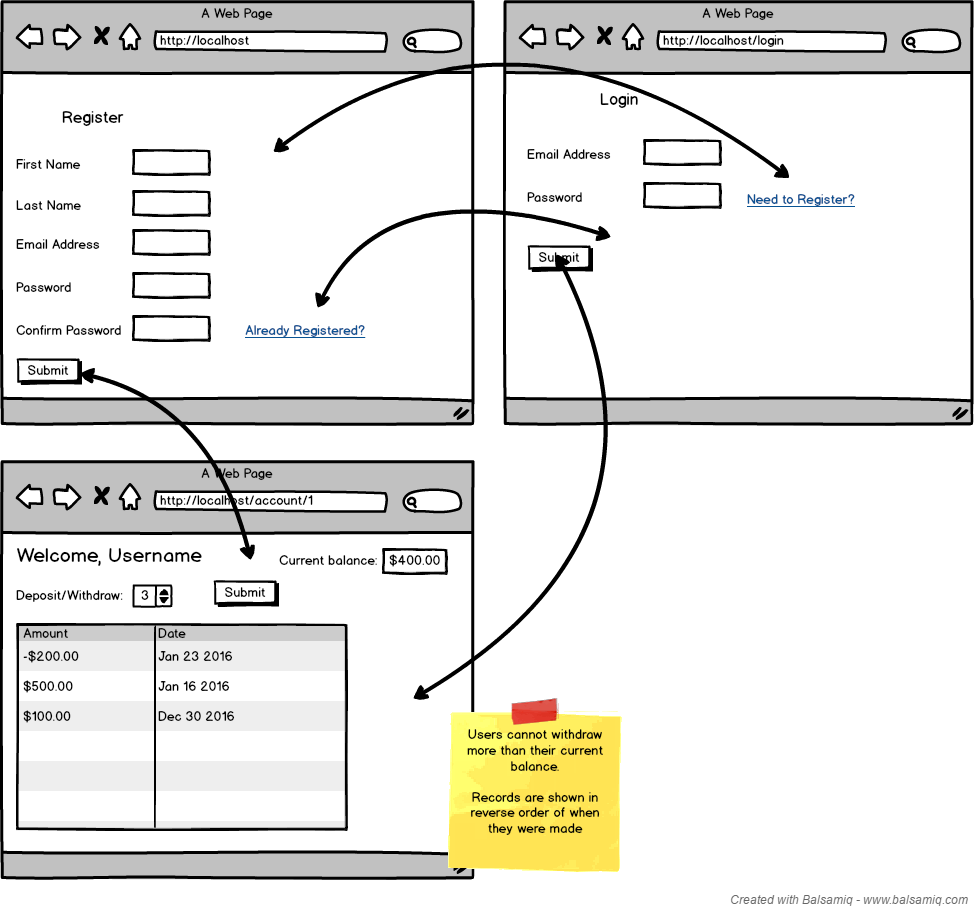 A Web Page
http://localhost
Register
First Name
Last Name
Email Address
Password
Confirm Password
Already Registered?
Submit
A Web Page
http://localhost/login
Login
Email Address
Password
Need to Register?
Submit
A Web Page
http://localhost/account/1
Welcome, Username
Current balance: $400.00
Deposit/Withdraw: 3
Submit
Amount Date
-$200.00 Jan 23 2016
$500.00 Jan 16 2016
$100.00 Dec 30 2016
Users cannot withdraw
more than their current
balance.
Records are shown in
reverse order of when
they were made
Created with Balsamiq - www.balsamiq.com